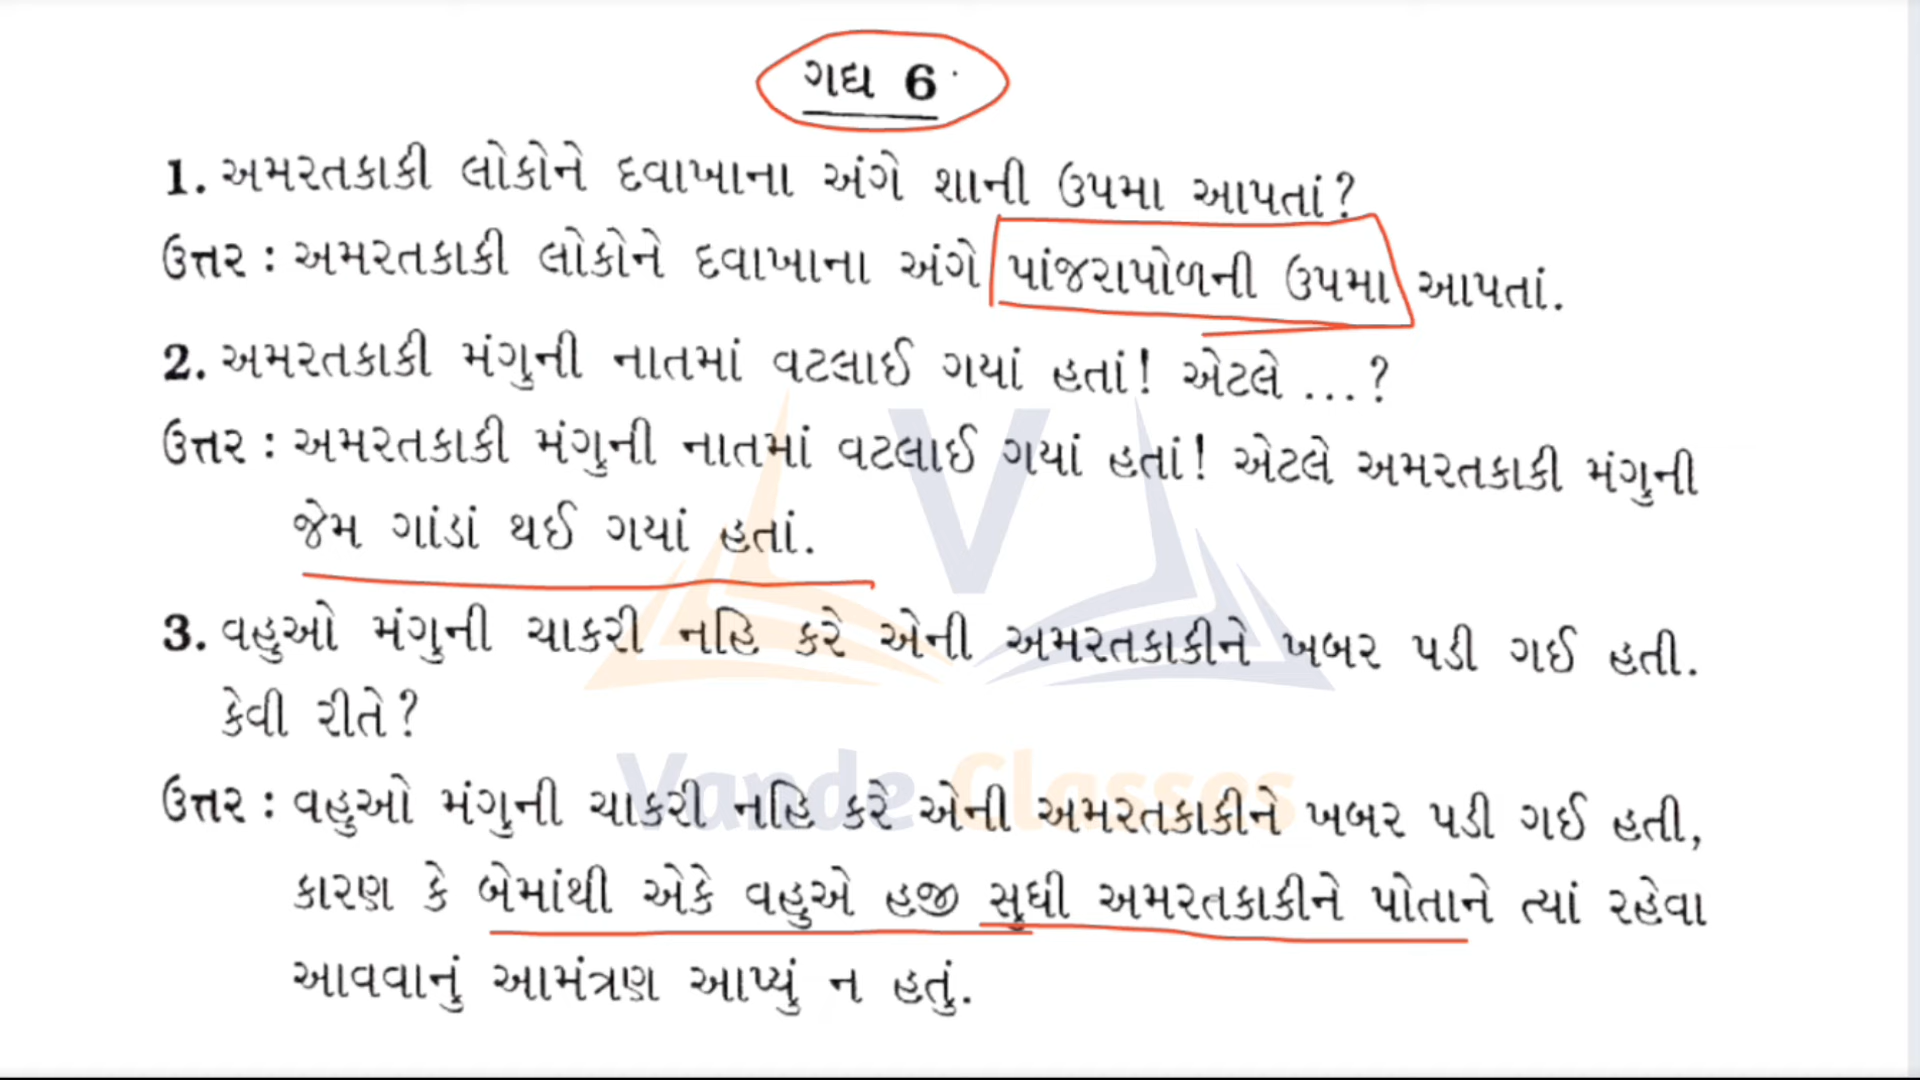 ગદ્ય 6
1. અમરતકાકી લોકોને દવાખાના અંગે શાની ઉપમા આપતાં?
ઉત્તર : અમરતકાકી લોકોને દવાખાના અંગે પાંજરાપોળની ઉપમા આપતાં.
2. અમરતકાકી મંગુની નાતમાં વટલાઈ ગયાં હતાં! એટલે ...?
ઉત્તર : અમરતકાકી મંગુની નાતમાં વટલાઈ ગયાં હતાં! એટલે અમરતકાકી મંગુની
જેમ ગાંડાં થઈ ગયાં હતાં.
3. વહુઓ મંગુની ચાકરી નહિ કરે એની અમરતકાકીને ખબર પડી ગઈ હતી.
કેવી રીતે?
Vande Classes
ઉત્તર : વહુઓ મંગુની ચાકરી નહિ કરે એની અમરતકાકીને ખબર પડી ગઈ હતી,
કારણ કે બેમાંથી એકે વહુએ હજી સુધી અમરતકાકીને પોતાને ત્યાં રહેવા
આવવાનું આમંત્રણ આપ્યું ન હતું.